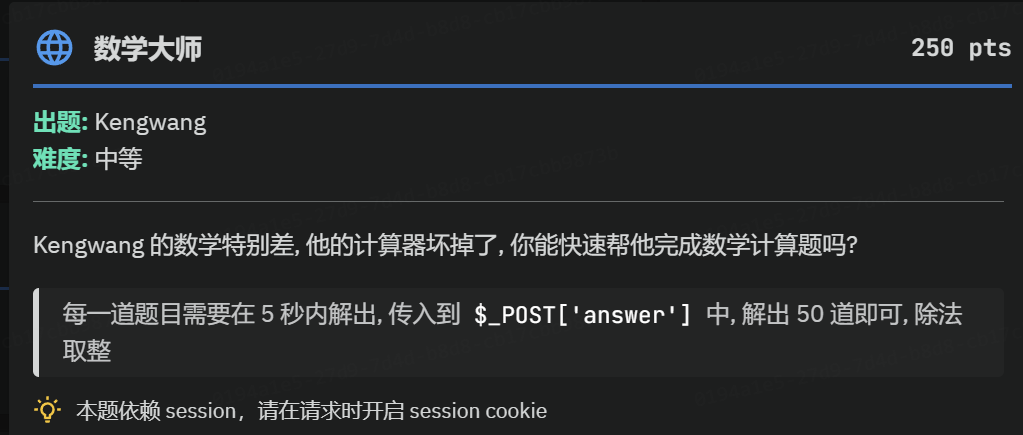 数学大师
250 pts
出题: Kengwang
难度: 中等
Kengwang 的数学特别差, 他的计算器坏掉了, 你能快速帮他完成数学计算题吗?
每一道题目需要在 5 秒内解出, 传入到 $_POST['answer'] 中, 解出 50 道即可, 除法
取整
本题依赖 session，请在请求时开启 session cookie